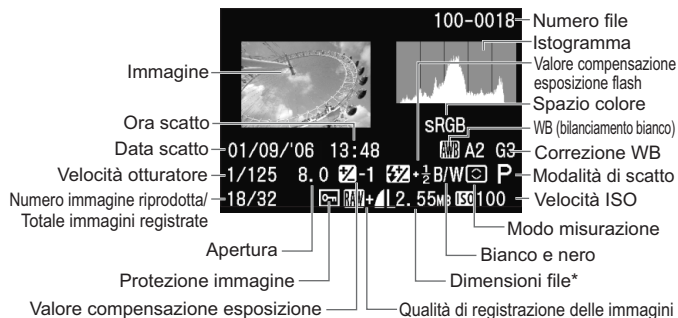 100-0018
Numero file
Istogramma
Valore compensazione
esposizione flash
Immagine
Spazio colore
sRGB
Ora scatto
WB (bilanciamento bianco)
Data scatto
01/09/'06 13:48
AWB A2 G3
Correzione WB
Velocità otturatore
1/125 8.0 -1 +½ B/W P
Modalità di scatto
Numero immagine riprodotta/
Totale immagini registrate
18/32 RAW+ L 2.55MB ISO 100
Velocità ISO
Modo misurazione
Apertura
Bianco e nero
Protezione immagine
Dimensioni file*
Valore compensazione esposizione
Qualità di registrazione delle immagini